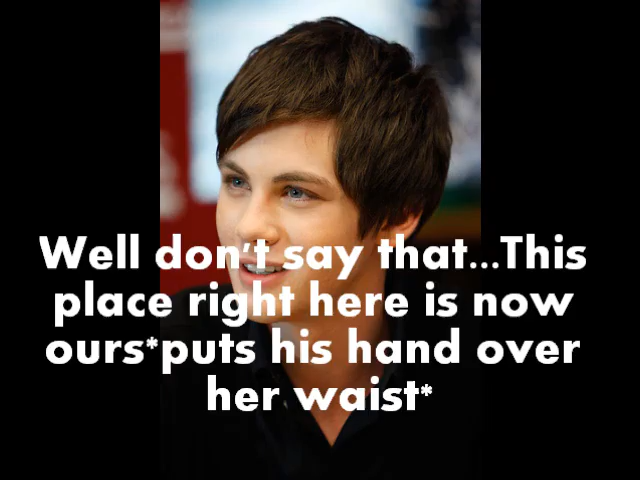 Well don't say that...This
place right here is now
ours*puts his hand over
her waist*